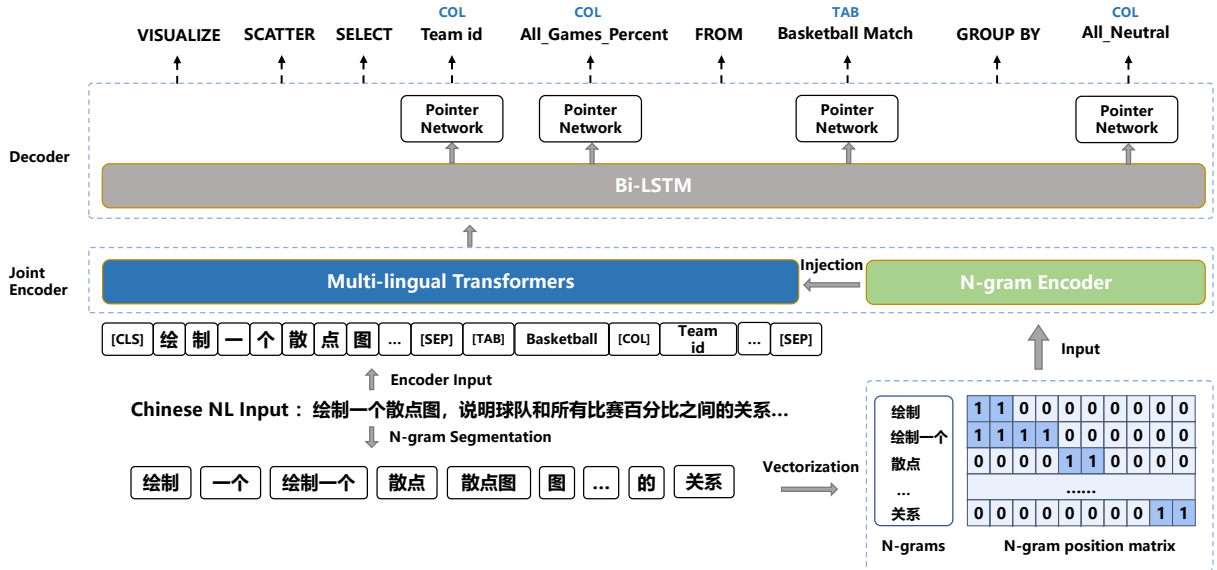 COL COL TAB COL
VISUALIZE SCATTER SELECT Team id All_Games_Percent FROM Basketball Match GROUP BY All_Neutral
Pointer Network Pointer Network Pointer Network Pointer Network
Decoder
Bi-LSTM
Joint Encoder
Multi-lingual Transformers
Injection
N-gram Encoder
[CLS] 绘 制 一 个 散 点 图 ... [SEP] [TAB] Basketball [COL] Team id ... [SEP]
Input
Encoder Input
Chinese NL Input : 绘制一个散点图，说明球队和所有比赛百分比之间的关系...
N-gram Segmentation
绘制 一个 绘制一个 散点 散点图 图 ... 的 关系
Vectorization
绘制 1 1 0 0 0 0 0 0 0 0
绘制一个 1 1 1 1 0 0 0 0 0 0
散点 0 0 0 0 1 1 0 0 0 0
... ......
关系 0 0 0 0 0 0 0 0 1 1
N-grams N-gram position matrix